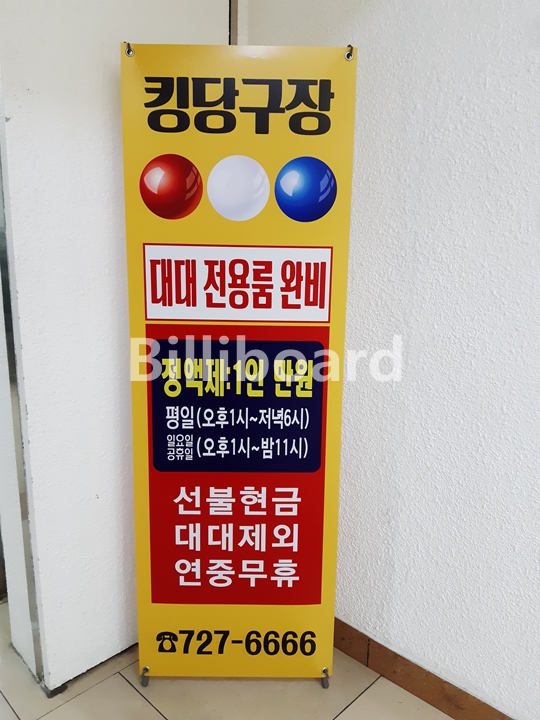 킹당구장
대대 전용룸 완비
Billiboard
정액제:1인 만원
평일(오후1시~저녁6시)
일요일
공휴일 (오후1시~밤11시)
선불현금
대대제외
연중무휴
☎727-6666